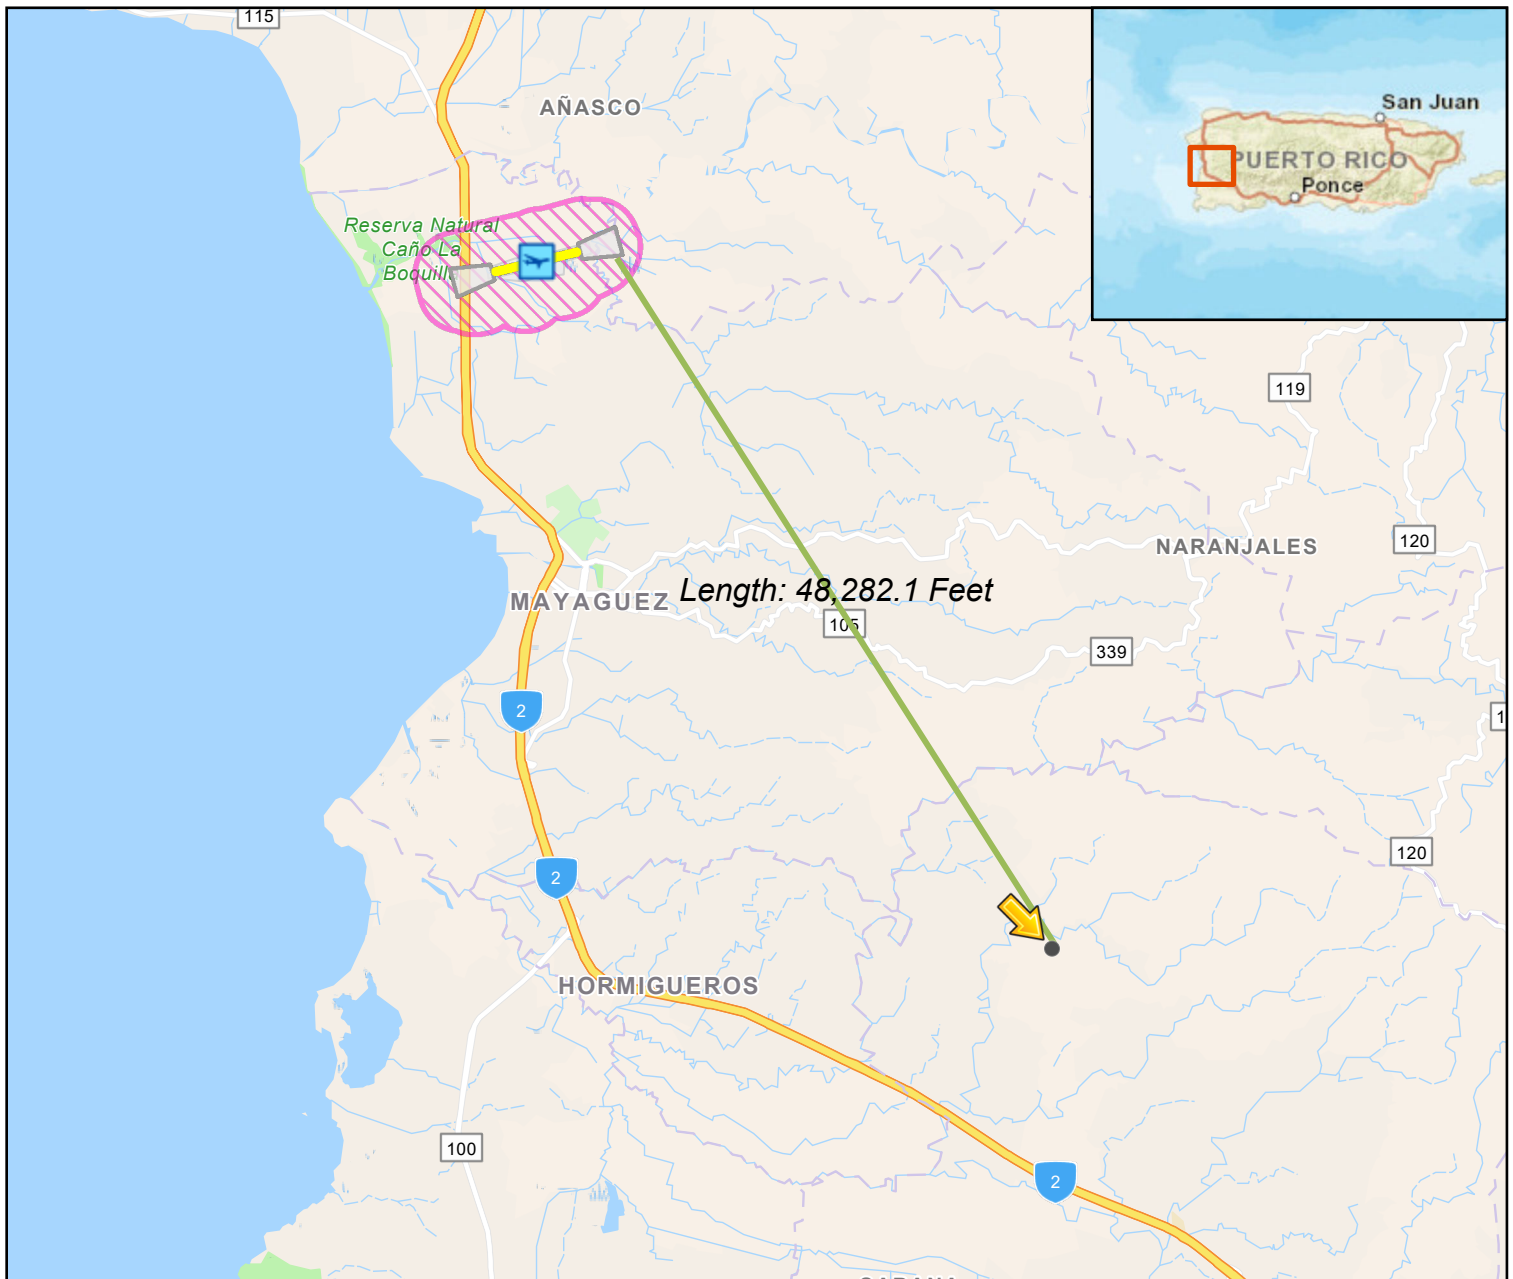 115
San Juan
AÑASCO
PUERTO RICO
Ponce
Reserva Natural
Caño La
Boquilla
119
NARANJALES
120
Length: 48,282.1 Feet
MAYAGUEZ
105
339
2
1
120
2
HORMIGUEROS
100
2